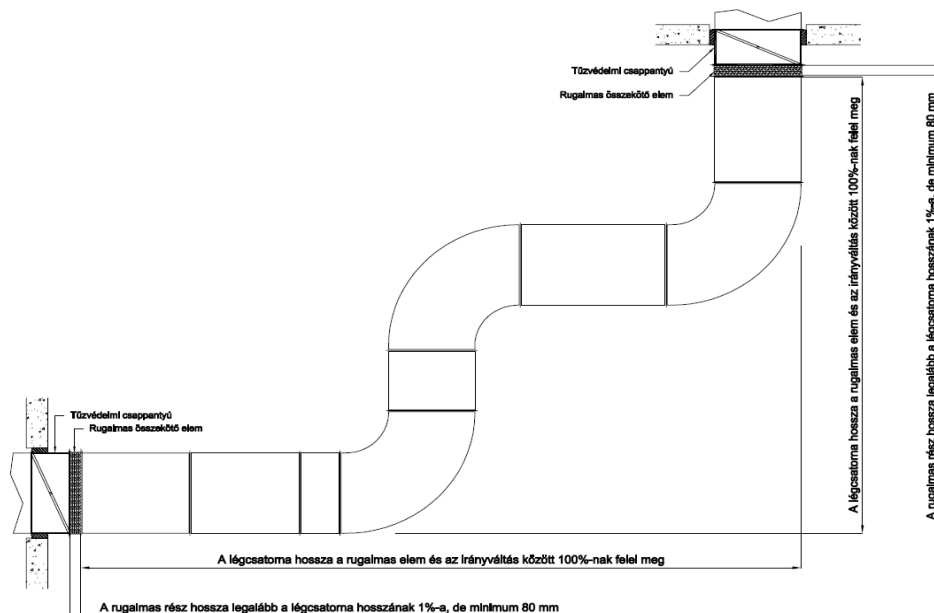 Tűzvédelmi csappantyú
Rugalmas összekötő elem
A légcsatorna hossza a rugalmas elem és az irányváltás között 100%-nak felel meg
A rugalmas rész hossza legalább a légcsatorna hosszának 1%-a, de minimum 80 mm
Tűzvédelmi csappantyú
Rugalmas összekötő elem
A légcsatorna hossza a rugalmas elem és az irányváltás között 100%-nak felel meg
A rugalmas rész hossza legalább a légcsatorna hosszának 1%-a, de minimum 80 mm